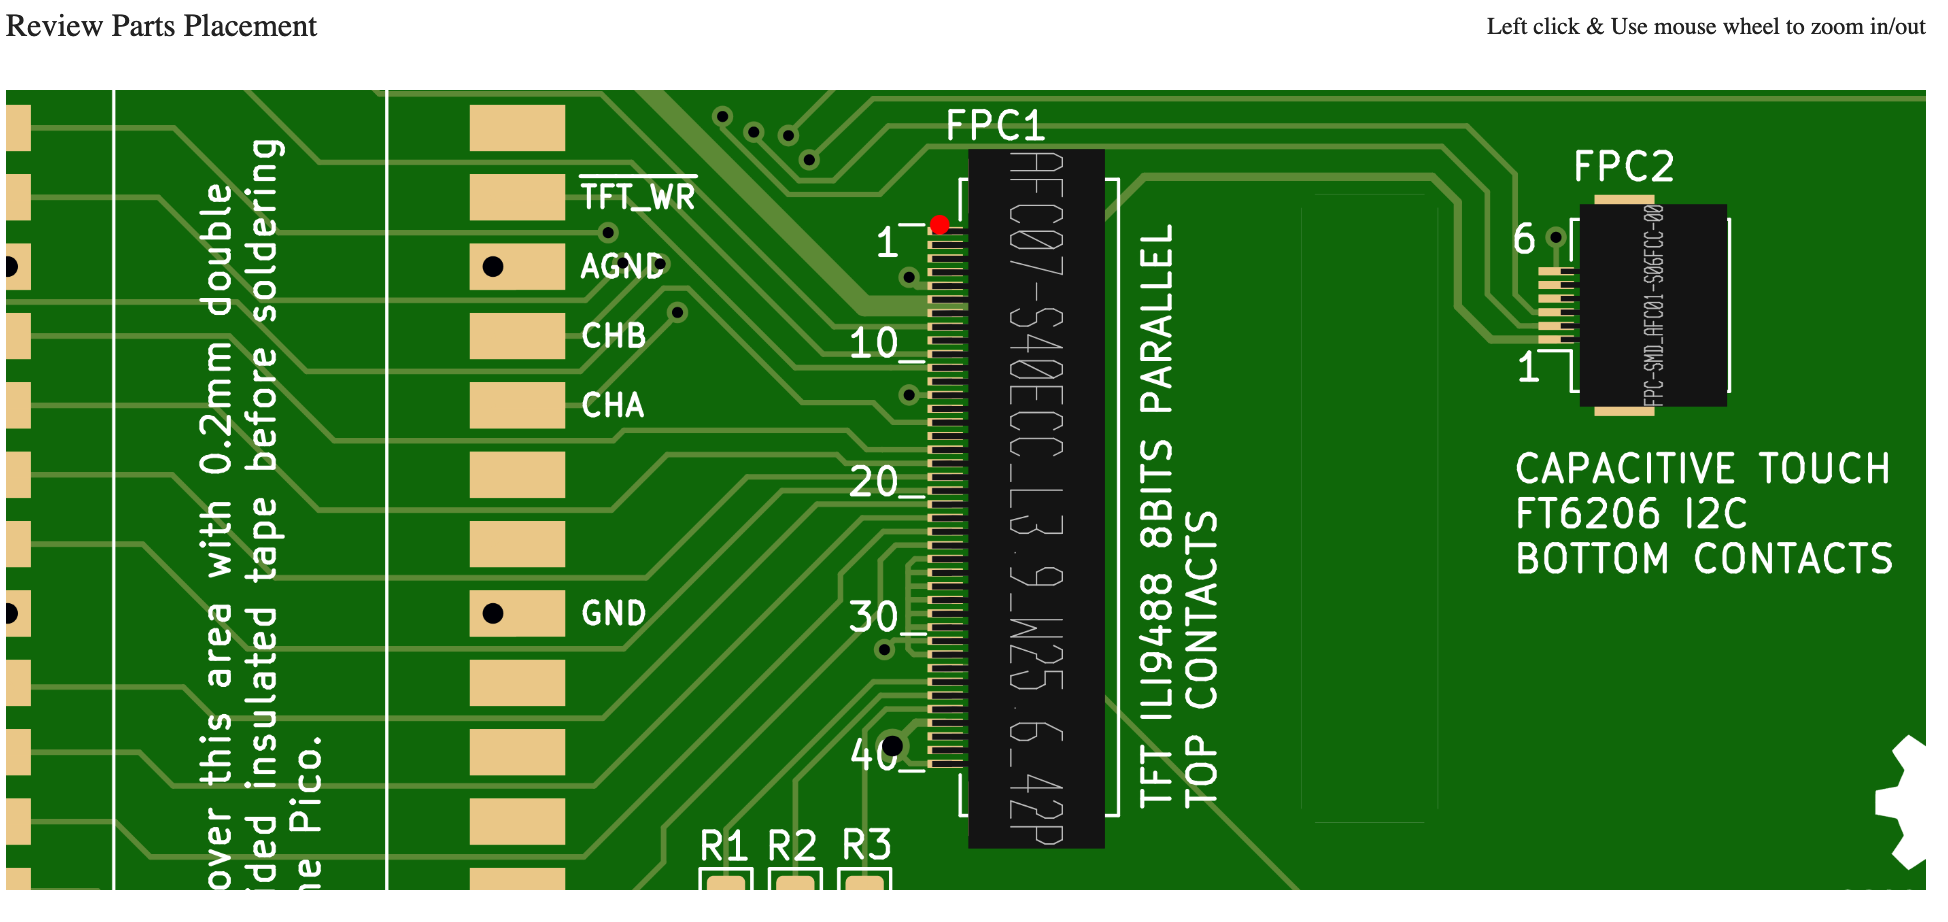 Review Parts Placement
Left click & Use mouse wheel to zoom in/out
FPC1
FPC2
TFT_WR
AGND
CHB
CHA
GND
over this area with 0.2mm double
ided insulated tape before soldering
he Pico.
1
10
20
30
40
AFC07-S40ECC_L3.9_W25.6_42P
TFT ILI9488 8BITS PARALLEL
TOP CONTACTS
6
1
FPC-SMD_AFC01-S06FCC-00
CAPACITIVE TOUCH
FT6206 I2C
BOTTOM CONTACTS
R1 R2 R3